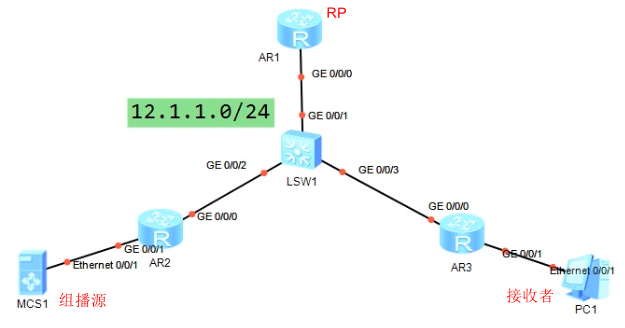 RP
R
AR1
GE 0/0/0
12.1.1.0/24
GE 0/0/1
GE 0/0/2
GE 0/0/3
LSW1
GE 0/0/0
GE 0/0/0
R
R
GE 0/0/1
AR2
AR3
GE 0/0/1
Ethernet 0/0/1
Ethernet 0/0/1
MCS1
组播源
接收者
PC1